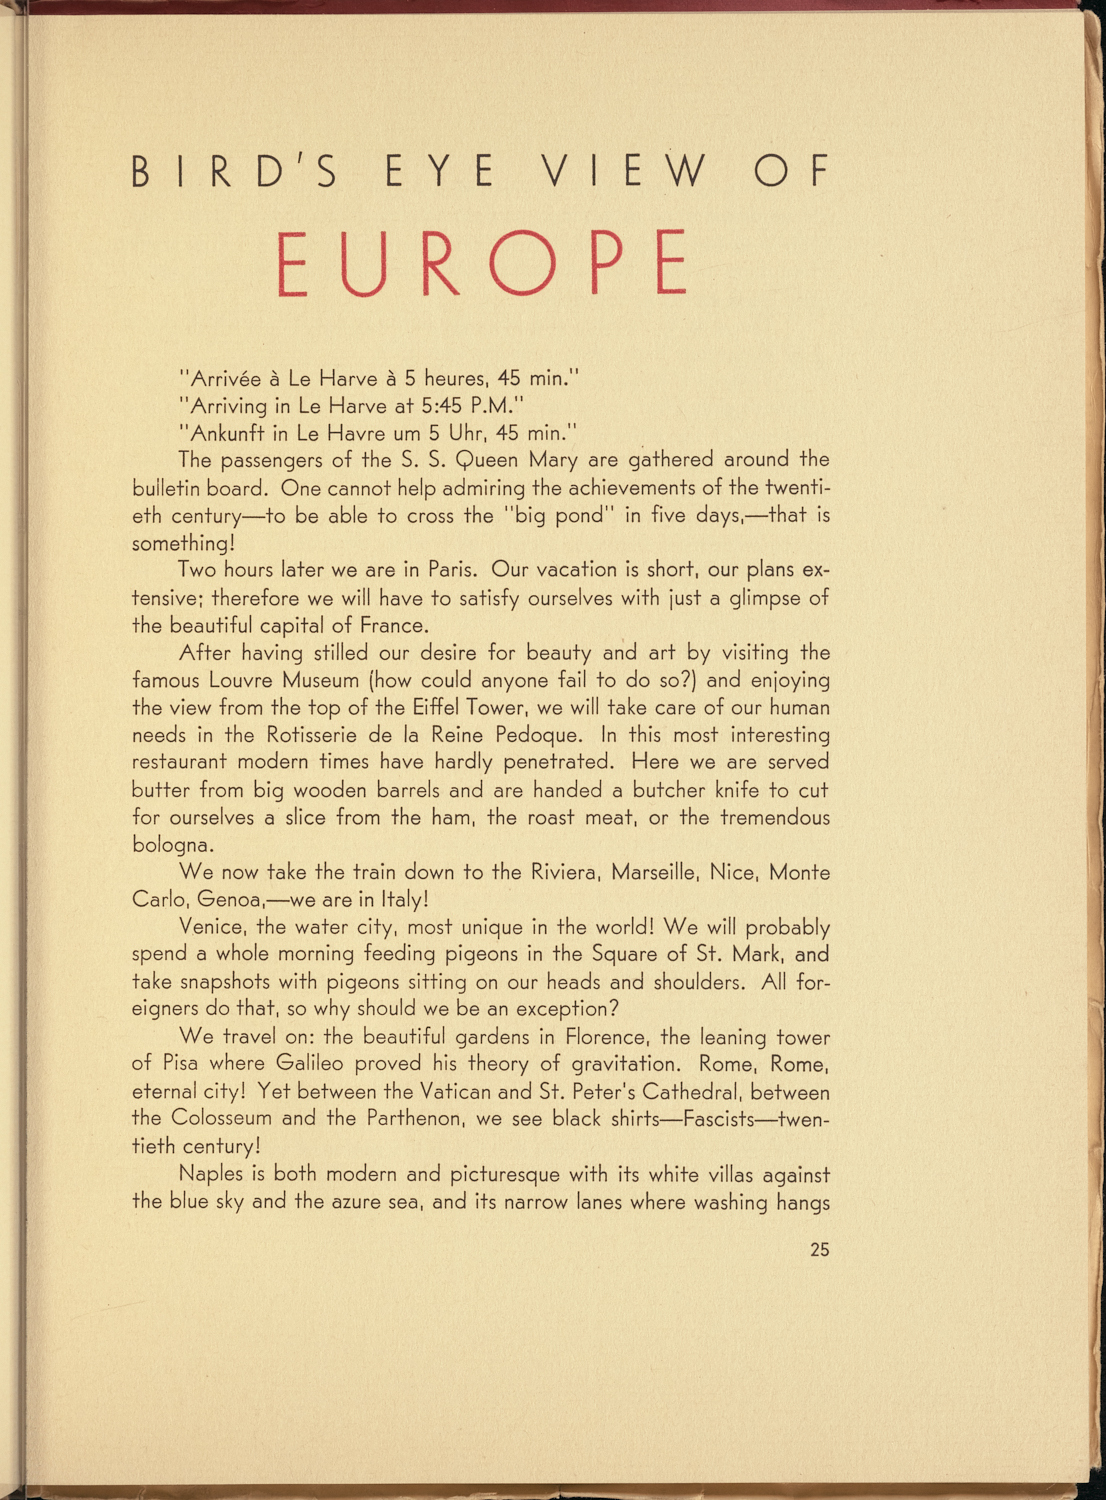 BIRD'S EYE VIEW OF
EUROPE
"Arrivée à Le Harve à 5 heures, 45 min."
"Arriving in Le Harve at 5:45 P.M."
"Ankunft in Le Havre um 5 Uhr, 45 min."
The passengers of the S. S. Queen Mary are gathered around the
bulletin board. One cannot help admiring the achievements of the twenti-
eth century—to be able to cross the "big pond" in five days,—that is
something!
Two hours later we are in Paris. Our vacation is short, our plans ex-
tensive; therefore we will have to satisfy ourselves with just a glimpse of
the beautiful capital of France.
After having stilled our desire for beauty and art by visiting the
famous Louvre Museum (how could anyone fail to do so?) and enjoying
the view from the top of the Eiffel Tower, we will take care of our human
needs in the Rotisserie de la Reine Pedoque. In this most interesting
restaurant modern times have hardly penetrated. Here we are served
butter from big wooden barrels and are handed a butcher knife to cut
for ourselves a slice from the ham, the roast meat, or the tremendous
bologna.
We now take the train down to the Riviera, Marseille, Nice, Monte
Carlo, Genoa,—we are in Italy!
Venice, the water city, most unique in the world! We will probably
spend a whole morning feeding pigeons in the Square of St. Mark, and
take snapshots with pigeons sitting on our heads and shoulders. All for-
eigners do that, so why should we be an exception?
We travel on: the beautiful gardens in Florence, the leaning tower
of Pisa where Galileo proved his theory of gravitation. Rome, Rome,
eternal city! Yet between the Vatican and St. Peter's Cathedral, between
the Colosseum and the Parthenon, we see black shirts—Fascists—twen-
tieth century!
Naples is both modern and picturesque with its white villas against
the blue sky and the azure sea, and its narrow lanes where washing hangs
25